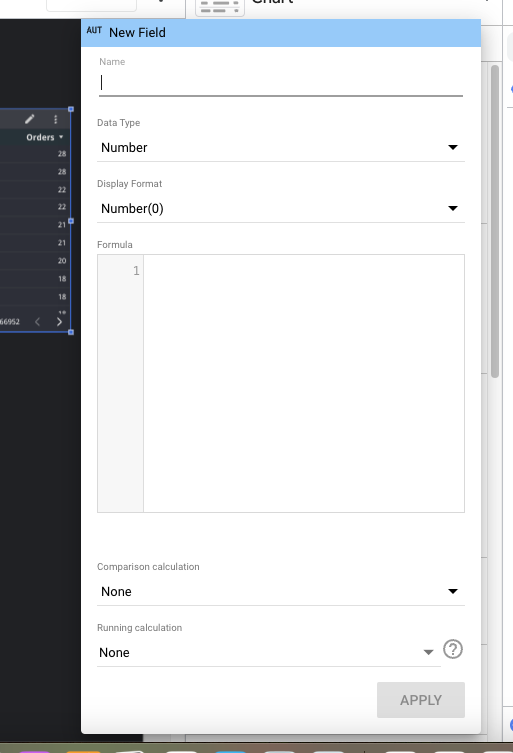 AUT New Field
Name
Data Type
Number
Display Format
Number(0)
Formula
1
Comparison calculation
None
Running calculation
None
?
APPLY
Orders
28
28
22
22
21
21
20
18
18
66952